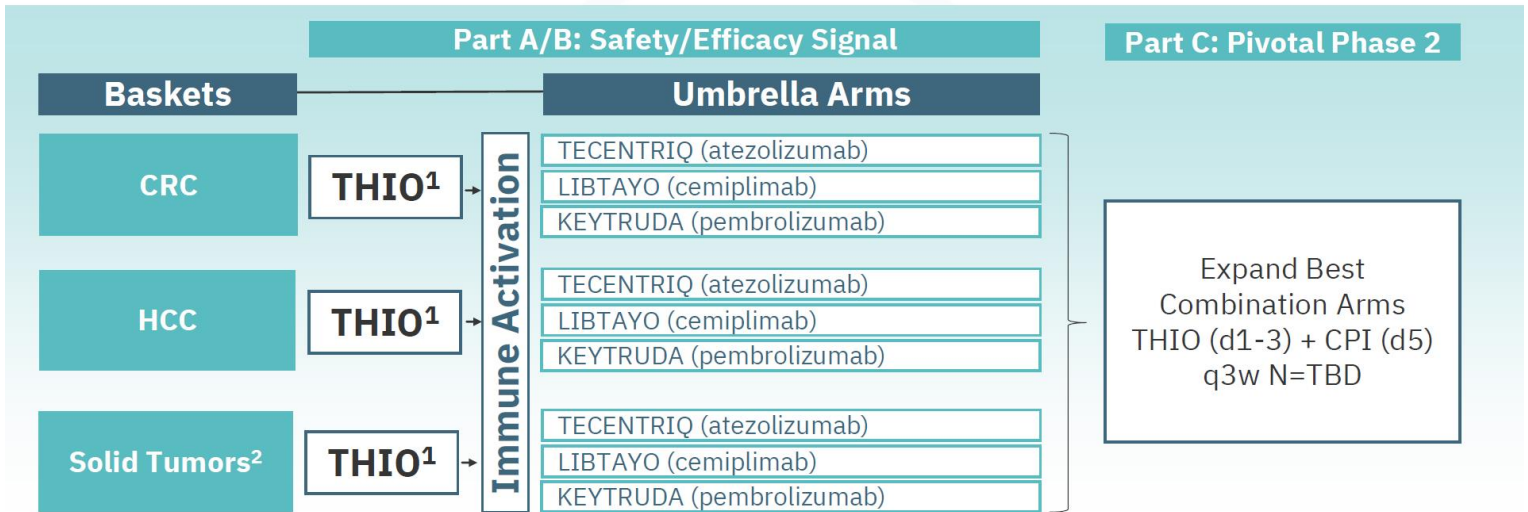 Part A/B: Safety/Efficacy Signal
Part C: Pivotal Phase 2
Baskets
Umbrella Arms
CRC
THIO¹
Immune Activation
TECENTRIQ (atezolizumab)
LIBTAYO (cemiplimab)
KEYTRUDA (pembrolizumab)
HCC
THIO¹
TECENTRIQ (atezolizumab)
LIBTAYO (cemiplimab)
KEYTRUDA (pembrolizumab)
Solid Tumors²
THIO¹
TECENTRIQ (atezolizumab)
LIBTAYO (cemiplimab)
KEYTRUDA (pembrolizumab)
Expand Best
Combination Arms
THIO (d1-3) + CPI (d5)
q3w N=TBD